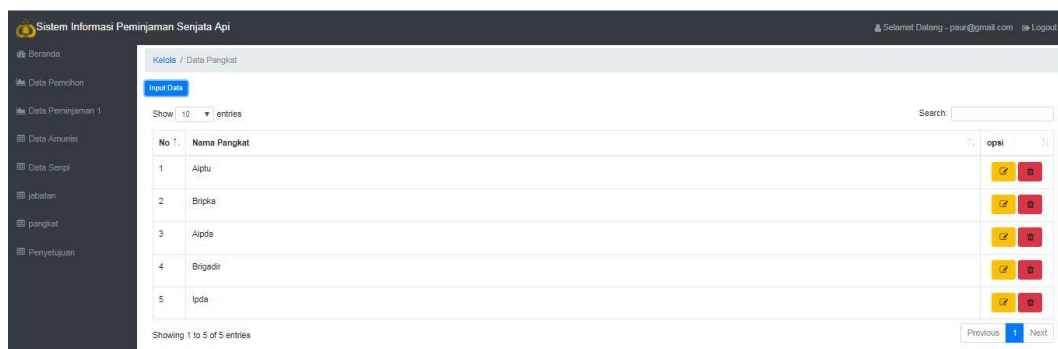 Sistem Informasi Peminjaman Senjata Api
Selamat Datang - paur@gmail.com Logout
Beranda
Data Pemohon
Data Peminjaman 1
Data Amunisi
Data Senpi
jabatan
pangkat
Penyetujuan
Kelola / Data Pangkat
Input Data
Show 10 entries
Search:
No Nama Pangkat opsi
1 Aiptu
2 Bripka
3 Aipda
4 Brigadir
5 Ipda
Showing 1 to 5 of 5 entries
Previous 1 Next